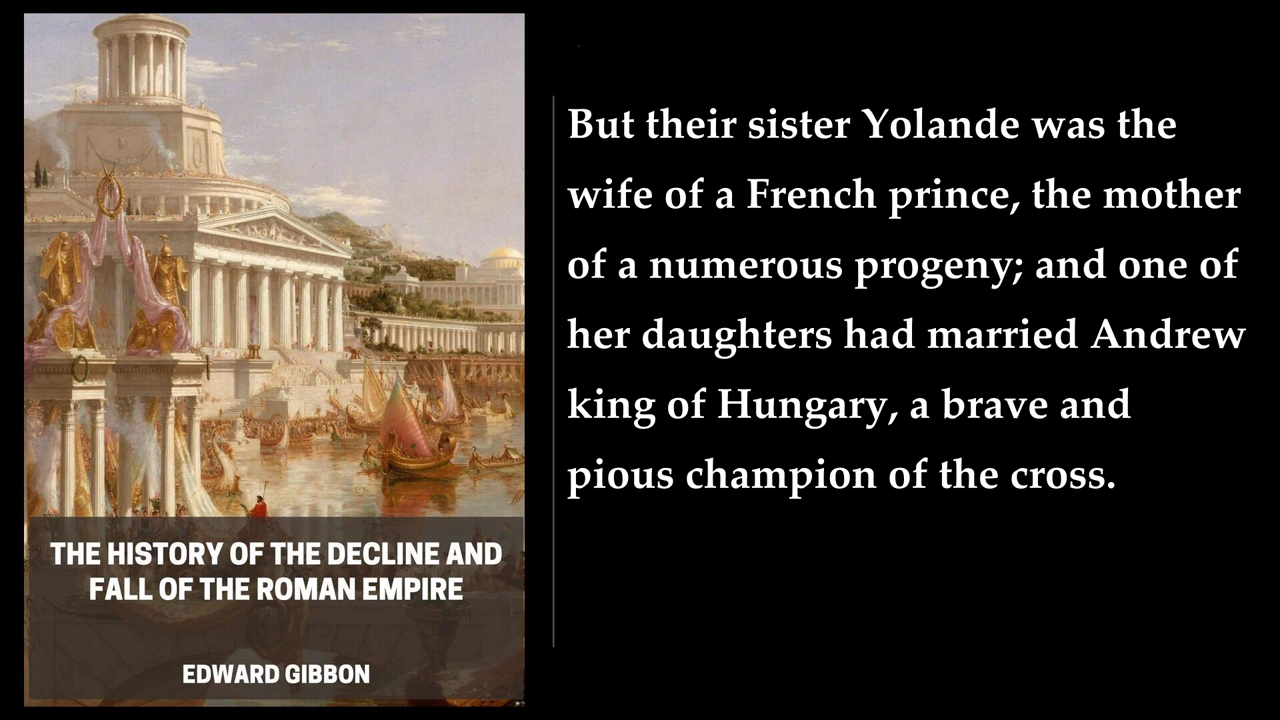 But their sister Yolande was the
wife of a French prince, the mother
of a numerous progeny; and one of
her daughters had married Andrew
king of Hungary, a brave and
pious champion of the cross.
THE HISTORY OF THE DECLINE AND
FALL OF THE ROMAN EMPIRE
EDWARD GIBBON